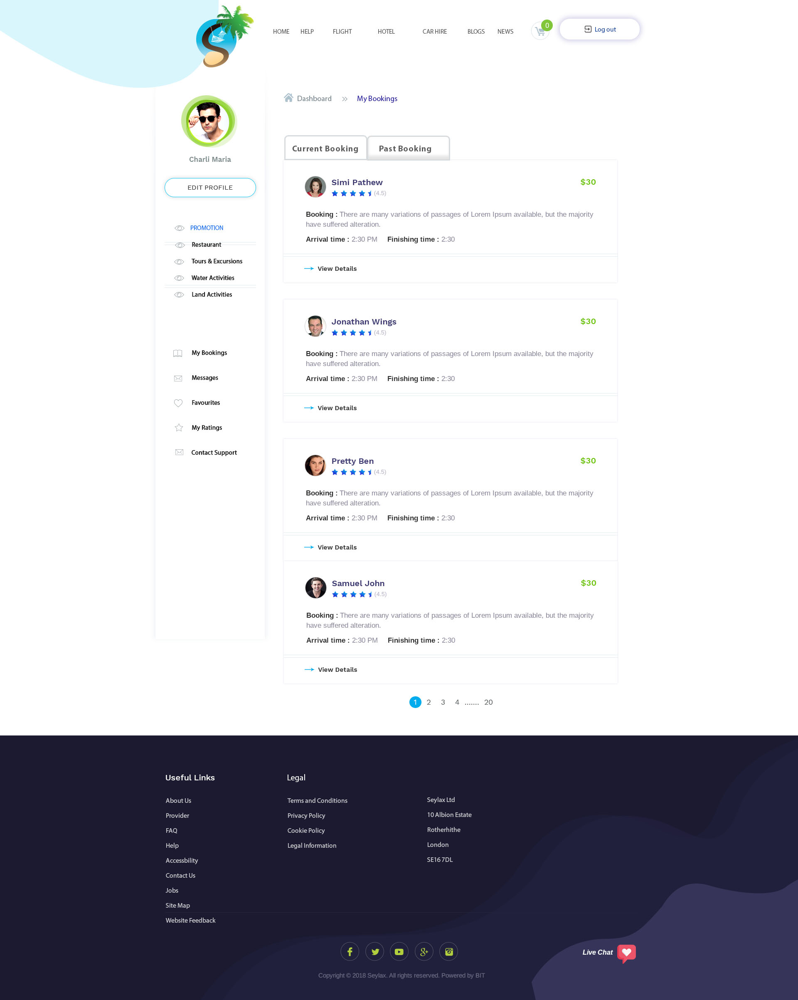 HOME HELP FLIGHT HOTEL CAR HIRE BLOGS NEWS 0 Log out
Dashboard My Bookings
Charli Maria
EDIT PROFILE
PROMOTION
Restaurant
Tours & Excursions
Water Activities
Land Activities
My Bookings
Messages
Favourites
My Ratings
Contact Support
Current Booking Past Booking
Simi Pathew $30
(4.5)
Booking : There are many variations of passages of Lorem Ipsum available, but the majority
have suffered alteration.
Arrival time : 2:30 PM Finishing time : 2:30
View Details
Jonathan Wings $30
(4.5)
Booking : There are many variations of passages of Lorem Ipsum available, but the majority
have suffered alteration.
Arrival time : 2:30 PM Finishing time : 2:30
View Details
Pretty Ben $30
(4.5)
Booking : There are many variations of passages of Lorem Ipsum available, but the majority
have suffered alteration.
Arrival time : 2:30 PM Finishing time : 2:30
View Details
Samuel John $30
(4.5)
Booking : There are many variations of passages of Lorem Ipsum available, but the majority
have suffered alteration.
Arrival time : 2:30 PM Finishing time : 2:30
View Details
1 2 3 4 ....... 20
Useful Links
About Us
Provider
FAQ
Help
Accessbility
Contact Us
Jobs
Site Map
Website Feedback
Legal
Terms and Conditions
Privacy Policy
Cookie Policy
Legal Information
Seylax Ltd
10 Albion Estate
Rotherhithe
London
SE16 7DL
Live Chat
Copyright © 2018 Seylax. All rights reserved. Powered by BIT